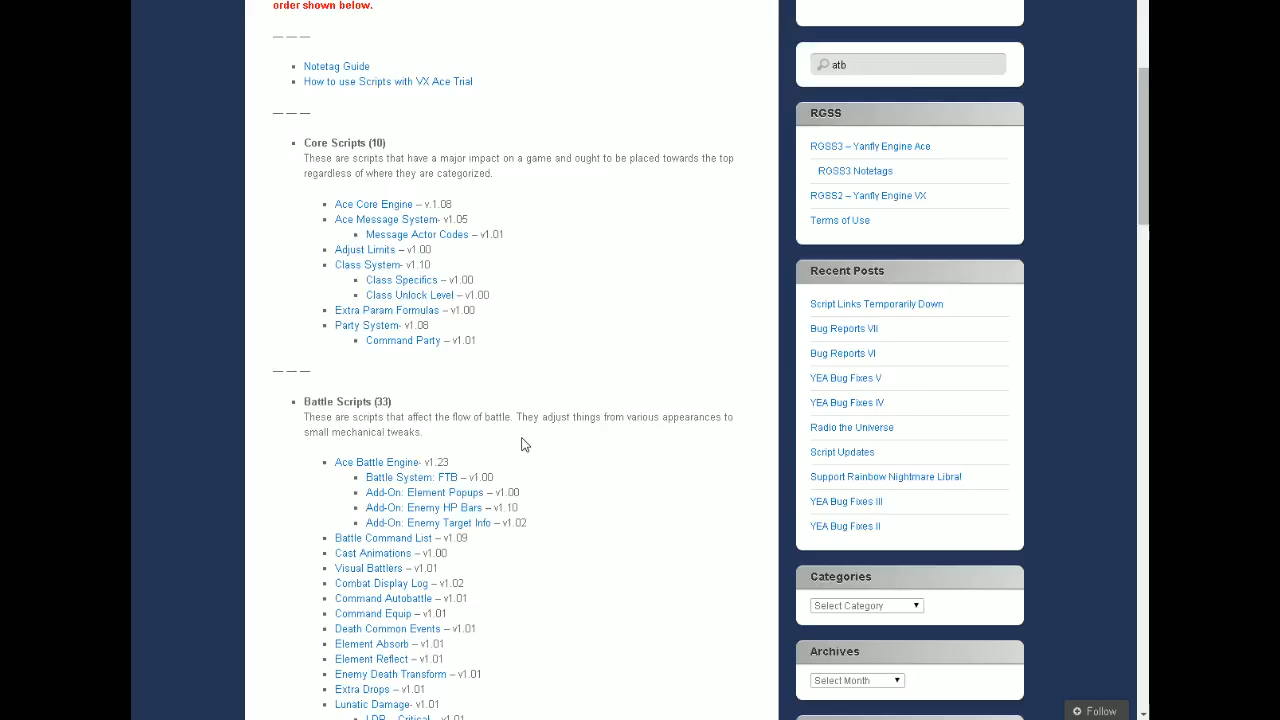 order shown below.
— — —
Notetag Guide
How to use Scripts with VX Ace Trial
— — —
Core Scripts (10)
These are scripts that have a major impact on a game and ought to be placed towards the top
regardless of where they are categorized.
Ace Core Engine – v.1.08
Ace Message System- v1.05
Message Actor Codes – v1.01
Adjust Limits – v1.00
Class System- v1.10
Class Specifics – v1.00
Class Unlock Level – v1.00
Extra Param Formulas – v1.00
Party System- v1.08
Command Party – v1.01
— — —
Battle Scripts (33)
These are scripts that affect the flow of battle. They adjust things from various appearances to
small mechanical tweaks.
Ace Battle Engine- v1.23
Battle System: FTB – v1.00
Add-On: Element Popups – v1.00
Add-On: Enemy HP Bars – v1.10
Add-On: Enemy Target Info – v1.02
Battle Command List – v1.09
Cast Animations – v1.00
Visual Battlers – v1.01
Combat Display Log – v1.02
Command Autobattle – v1.01
Command Equip – v1.01
Death Common Events – v1.01
Element Absorb – v1.01
Element Reflect – v1.01
Enemy Death Transform – v1.01
Extra Drops – v1.01
Lunatic Damage- v1.01
LDP – Critical – v1.01
atb
RGSS
RGSS3 – Yanfly Engine Ace
RGSS3 Notetags
RGSS2 – Yanfly Engine VX
Terms of Use
Recent Posts
Script Links Temporarily Down
Bug Reports VII
Bug Reports VI
YEA Bug Fixes V
YEA Bug Fixes IV
Radio the Universe
Script Updates
Support Rainbow Nightmare Libra!
YEA Bug Fixes III
YEA Bug Fixes II
Categories
Select Category
Archives
Select Month
Follow